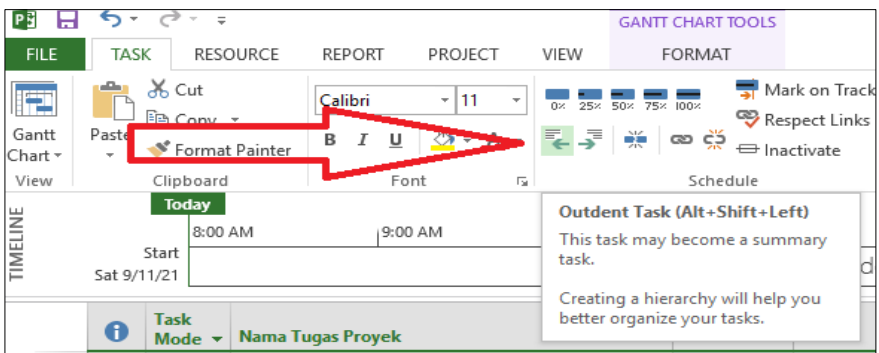 GANTT CHART TOOLS
FILE TASK RESOURCE REPORT PROJECT VIEW FORMAT
Gantt Chart
Paste
Cut
Copy
Format Painter
Calibri 11
B I U
0% 25% 50% 75% 100%
Mark on Track
Respect Links
Inactivate
View Clipboard Font Schedule
TIMELINE
Today
8:00 AM 9:00 AM
Start
Sat 9/11/21
Outdent Task (Alt+Shift+Left)
This task may become a summary
task.
Creating a hierarchy will help you
better organize your tasks.
Task
Mode
Nama Tugas Proyek